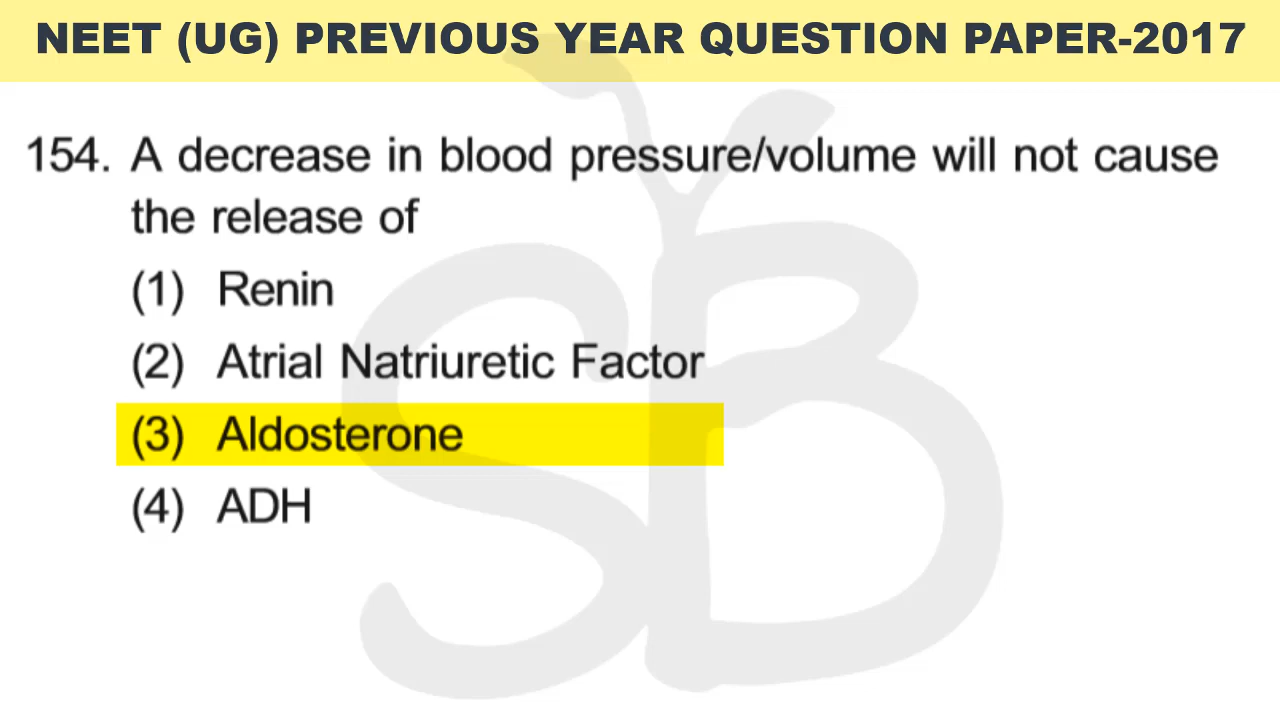 NEET (UG) PREVIOUS YEAR QUESTION PAPER-2017
154. A decrease in blood pressure/volume will not cause
the release of
(1) Renin
(2) Atrial Natriuretic Factor
(3) Aldosterone
(4) ADH
SB